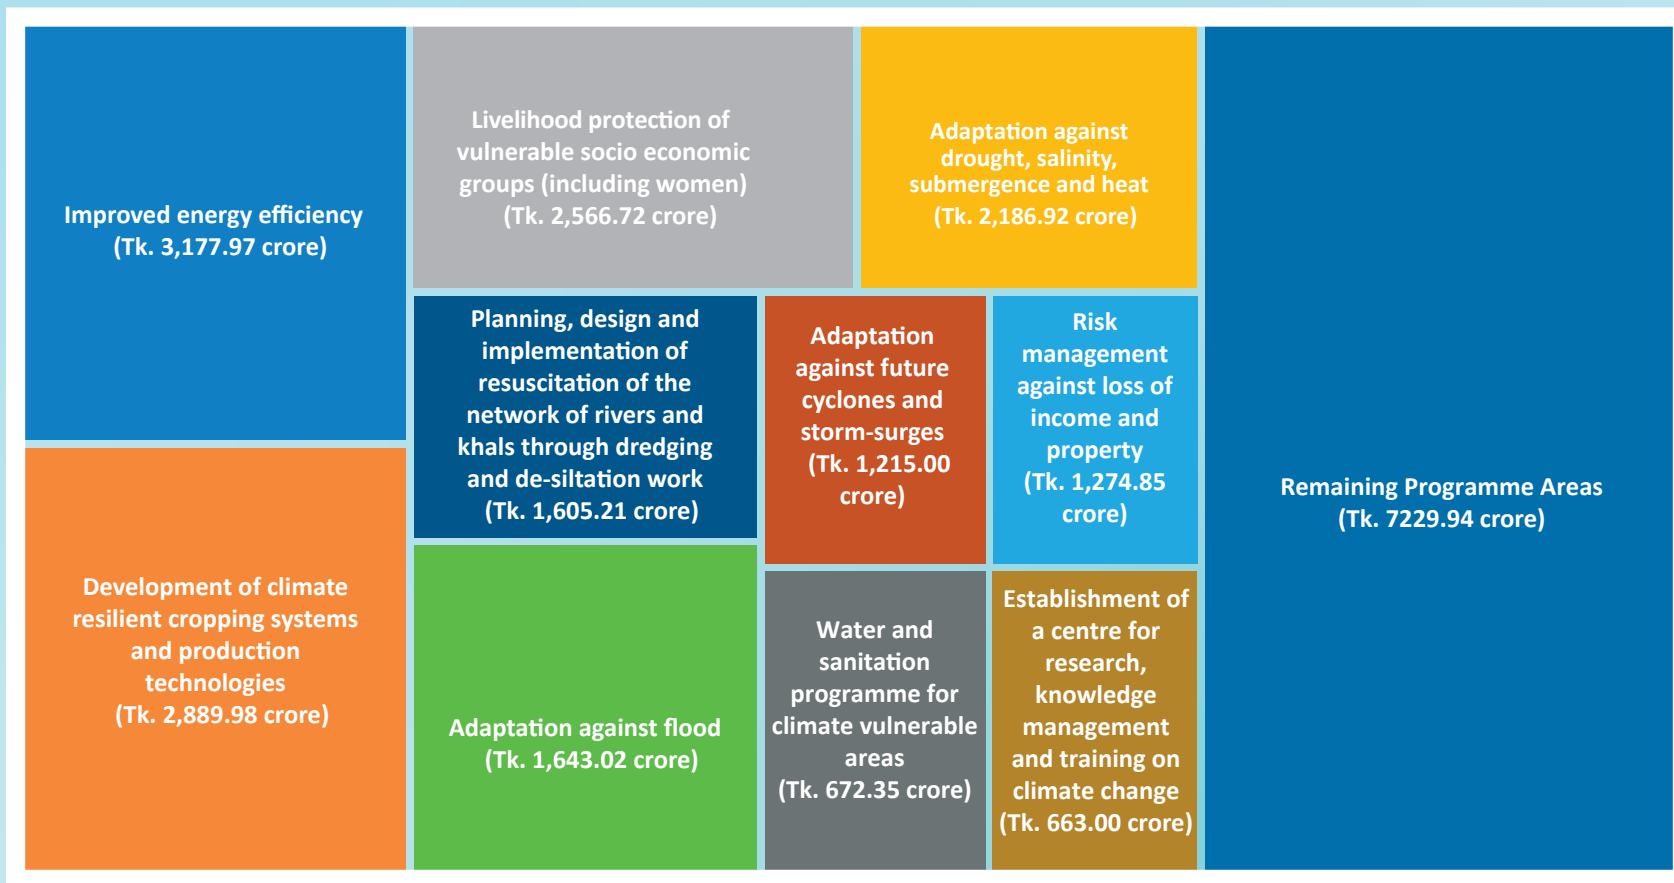 Improved energy efficiency
(Tk. 3,177.97 crore)
Livelihood protection of
vulnerable socio economic
groups (including women)
(Tk. 2,566.72 crore)
Adaptation against
drought, salinity,
submergence and heat
(Tk. 2,186.92 crore)
Planning, design and
implementation of
resuscitation of the
network of rivers and
khals through dredging
and de-siltation work
(Tk. 1,605.21 crore)
Adaptation
against future
cyclones and
storm-surges
(Tk. 1,215.00
crore)
Risk
management
against loss of
income and
property
(Tk. 1,274.85
crore)
Remaining Programme Areas
(Tk. 7229.94 crore)
Development of climate
resilient cropping systems
and production
technologies
(Tk. 2,889.98 crore)
Adaptation against flood
(Tk. 1,643.02 crore)
Water and
sanitation
programme for
climate vulnerable
areas
(Tk. 672.35 crore)
Establishment of
a centre for
research,
knowledge
management
and training on
climate change
(Tk. 663.00 crore)